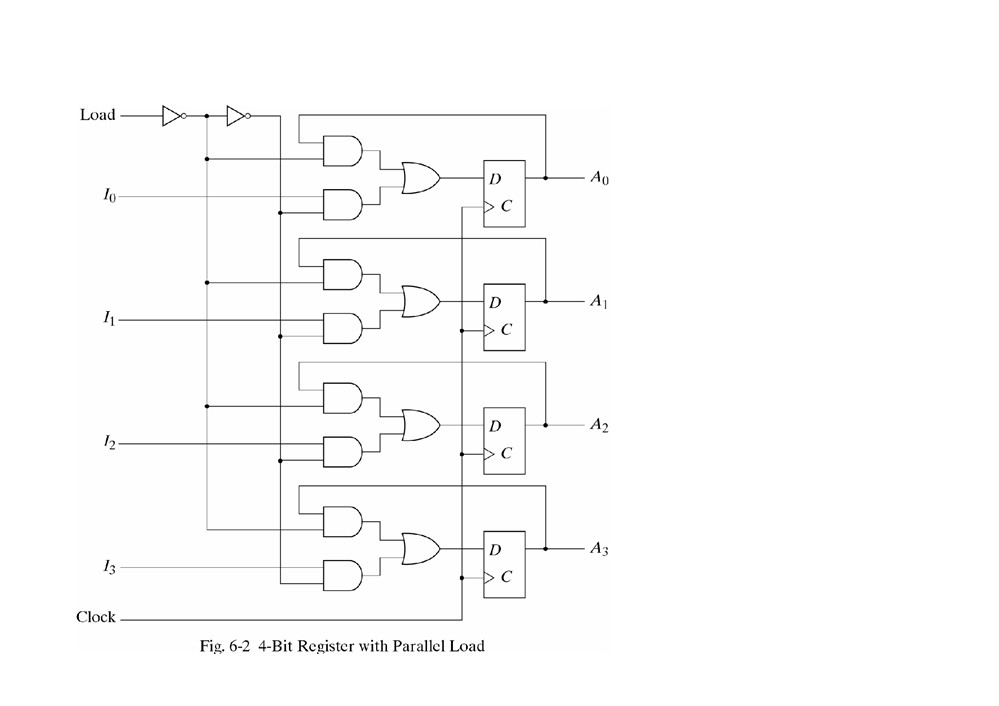 Load
I0
D
A0
C
I1
D
A1
C
I2
D
A2
C
I3
D
A3
C
Clock
Fig. 6-2 4-Bit Register with Parallel Load